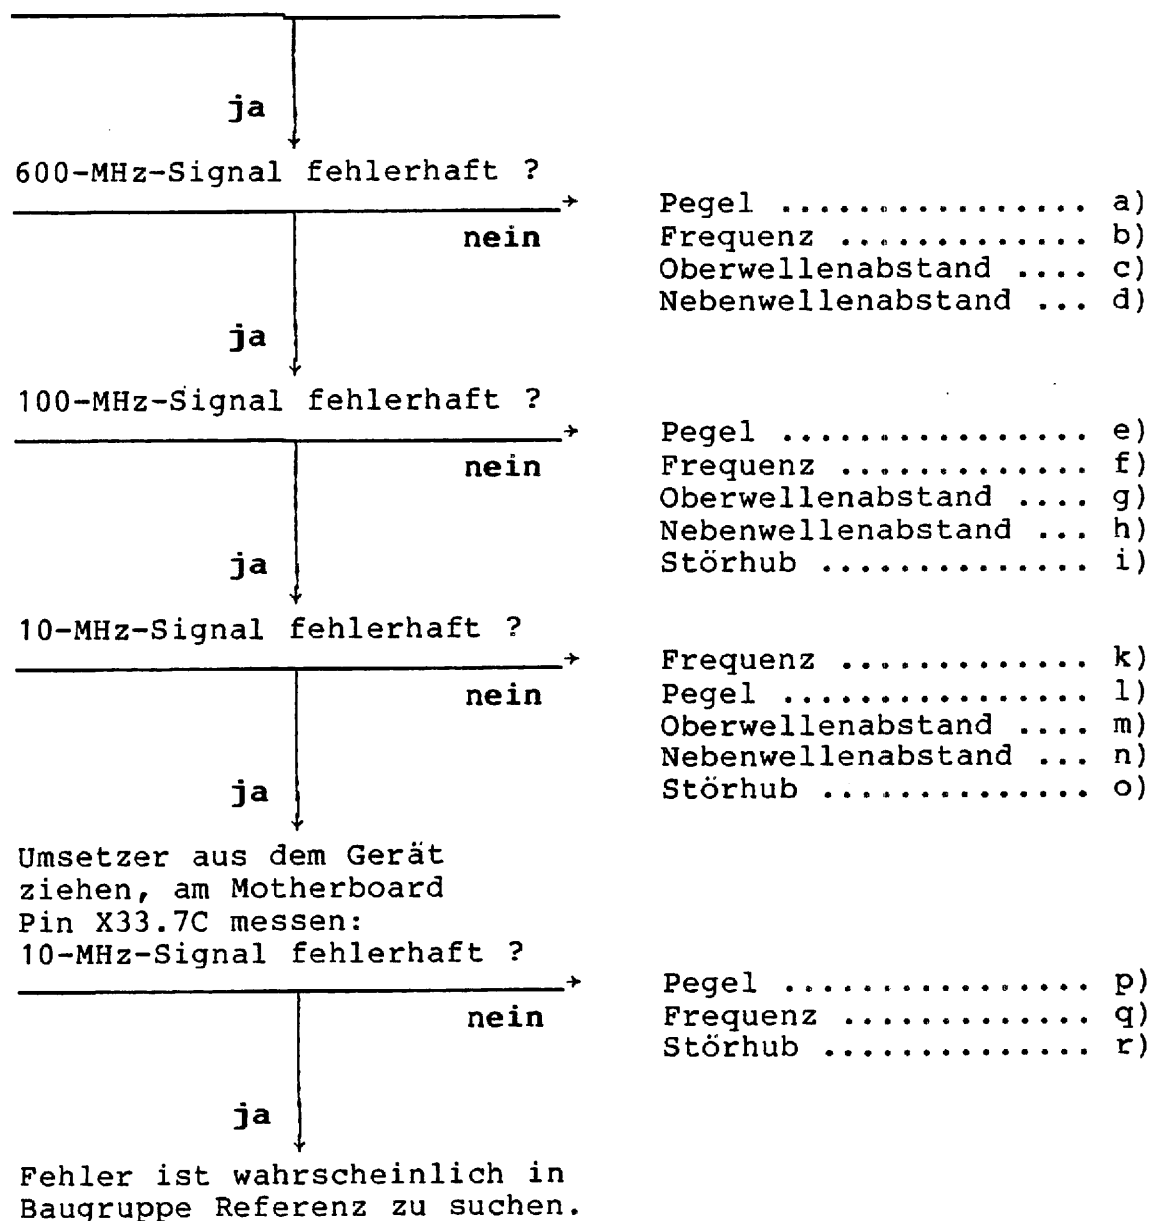 ja
600-MHz-Signal fehlerhaft ?
nein
Pegel ................ a)
Frequenz ............. b)
Oberwellenabstand .... c)
Nebenwellenabstand ... d)
ja
100-MHz-Signal fehlerhaft ?
nein
Pegel ................ e)
Frequenz ............. f)
Oberwellenabstand .... g)
Nebenwellenabstand ... h)
Störhub .............. i)
ja
10-MHz-Signal fehlerhaft ?
nein
Frequenz ............. k)
Pegel ................ l)
Oberwellenabstand .... m)
Nebenwellenabstand ... n)
Störhub .............. o)
ja
Umsetzer aus dem Gerät
ziehen, am Motherboard
Pin X33.7C messen:
10-MHz-Signal fehlerhaft ?
nein
Pegel ................ p)
Frequenz ............. q)
Störhub .............. r)
ja
Fehler ist wahrscheinlich in
Baugruppe Referenz zu suchen.